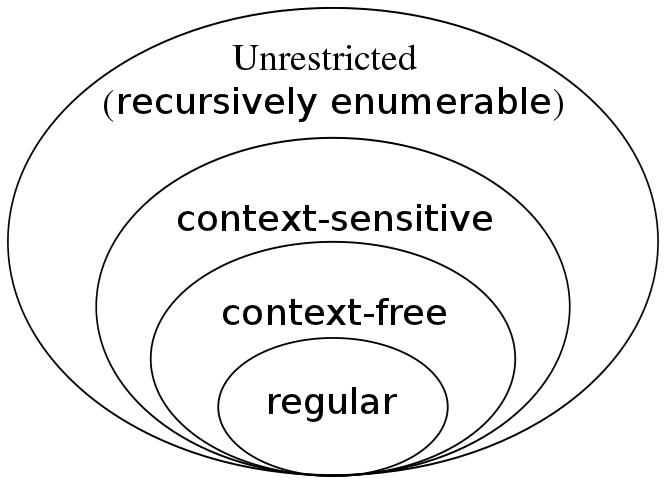 Unrestricted
(recursively enumerable)
context-sensitive
context-free
regular